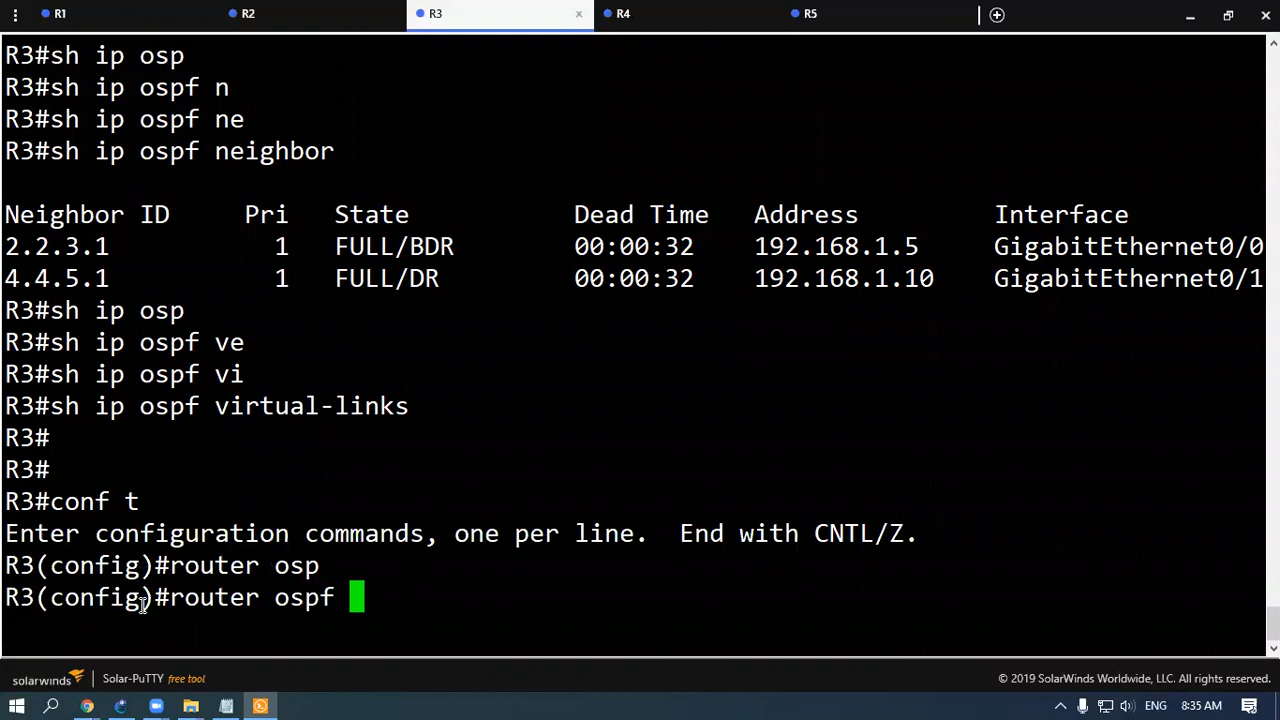 R1 R2 R3 x R4 R5
R3#sh ip osp
R3#sh ip ospf n
R3#sh ip ospf ne
R3#sh ip ospf neighbor
Neighbor ID Pri State Dead Time Address Interface
2.2.3.1 1 FULL/BDR 00:00:32 192.168.1.5 GigabitEthernet0/0
4.4.5.1 1 FULL/DR 00:00:32 192.168.1.10 GigabitEthernet0/1
R3#sh ip osp
R3#sh ip ospf ve
R3#sh ip ospf vi
R3#sh ip ospf virtual-links
R3#
R3#
R3#conf t
Enter configuration commands, one per line. End with CNTL/Z.
R3(config)#router osp
R3(config)#router ospf
solarwinds Solar-PuTTY free tool © 2019 SolarWinds Worldwide, LLC. All rights reserved.
ENG 8:35 AM